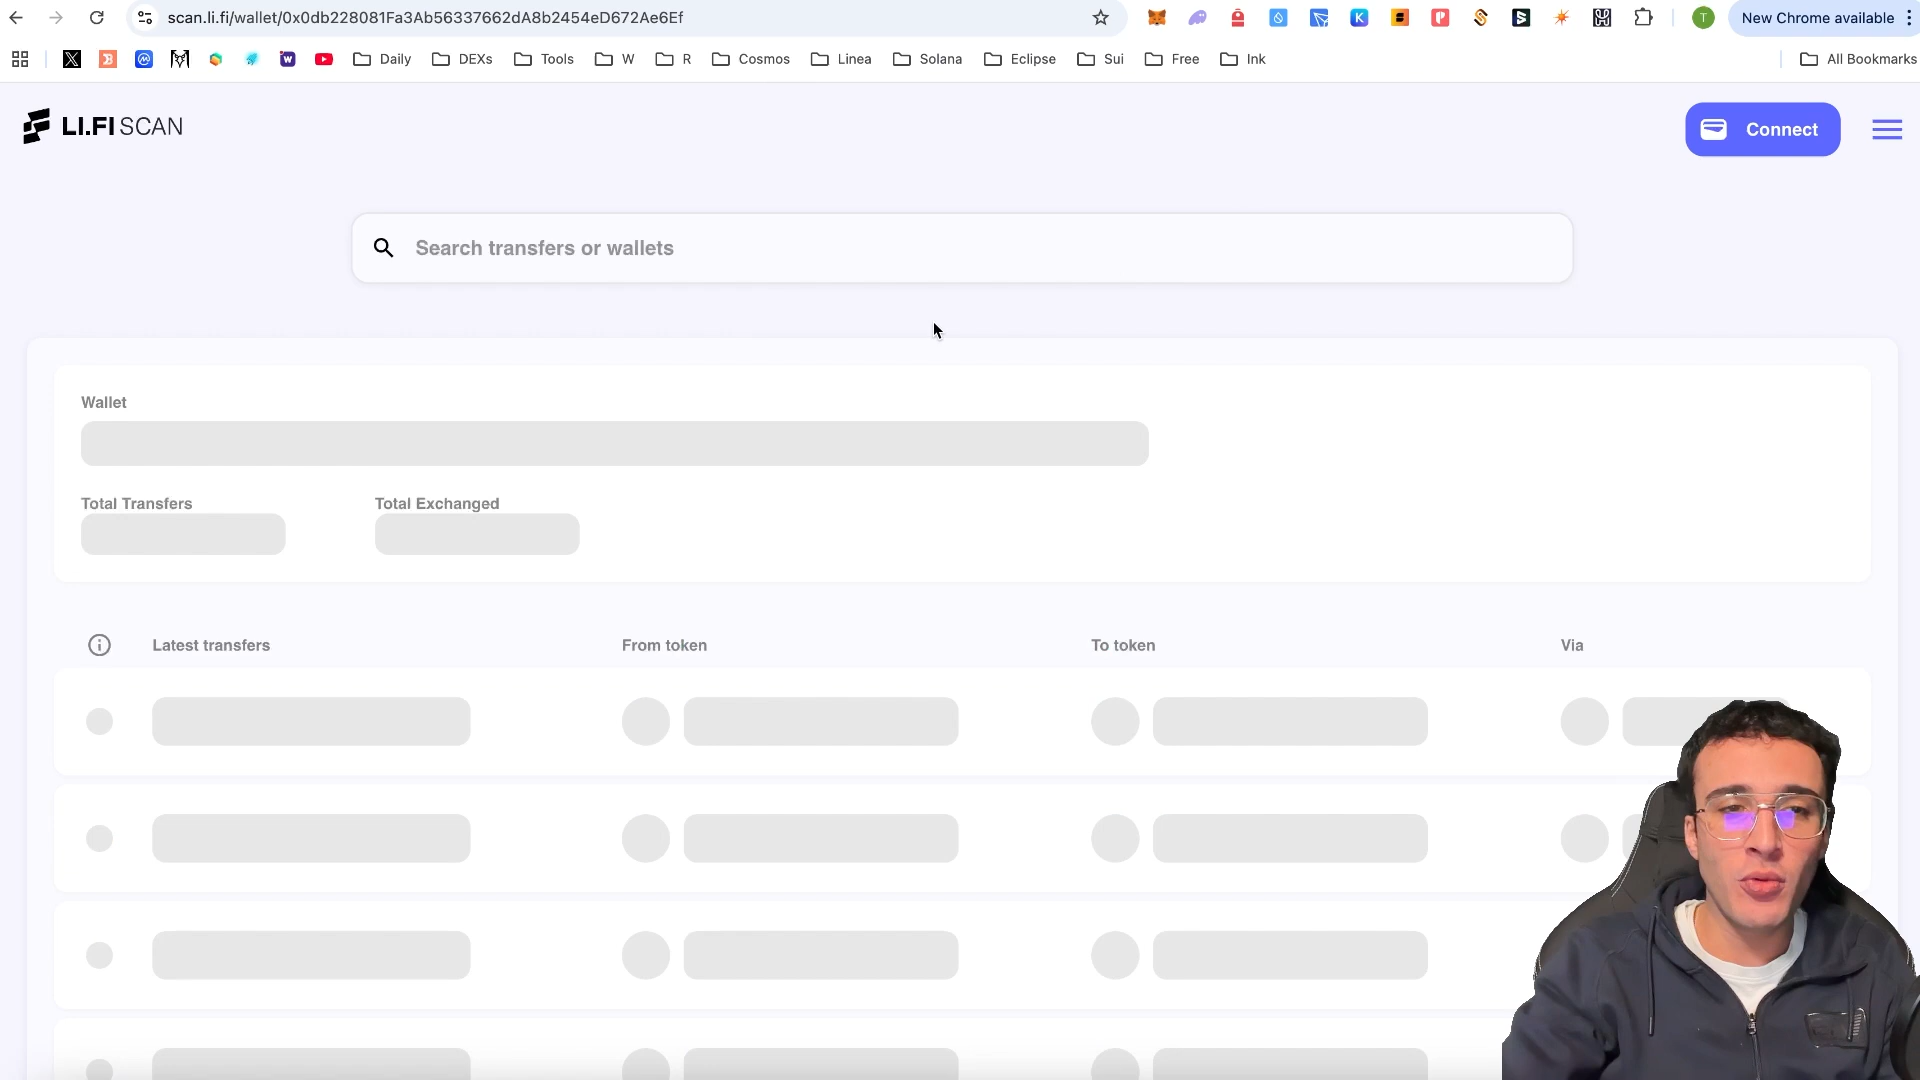 scan.li.fi/wallet/0x0db228081Fa3Ab56337662dA8b2454eD672Ae6Ef
T
New Chrome available
Daily
DEXs
Tools
W
R
Cosmos
Linea
Solana
Eclipse
Sui
Free
Ink
All Bookmarks
LI.FI SCAN
Connect
Search transfers or wallets
Wallet
Total Transfers
Total Exchanged
Latest transfers
From token
To token
Via